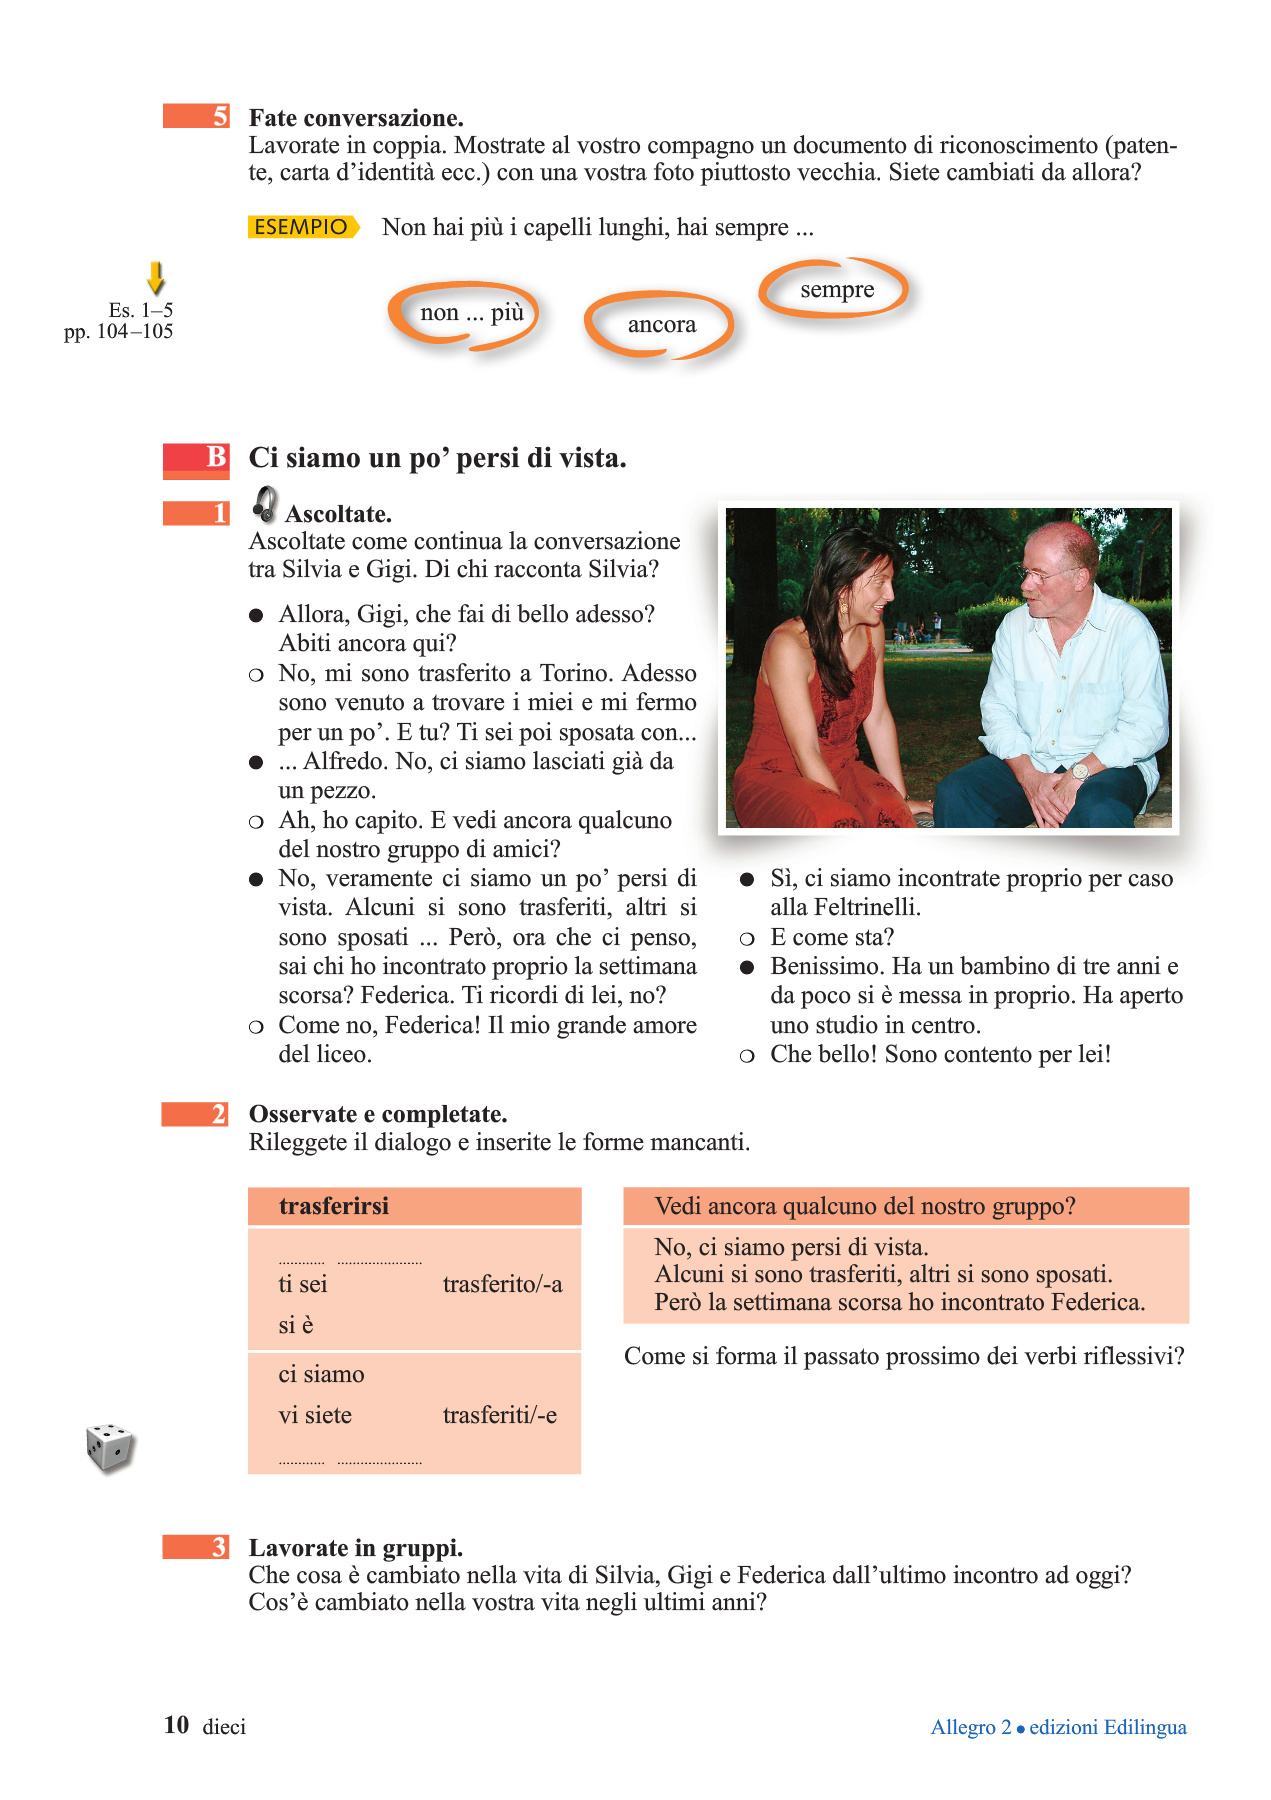 5 Fate conversazione.
Lavorate in coppia. Mostrate al vostro compagno un documento di riconoscimento (paten-
te, carta d'identità ecc.) con una vostra foto piuttosto vecchia. Siete cambiati da allora?
ESEMPIO Non hai più i capelli lunghi, hai sempre ...
Es. 1–5
pp. 104–105
non ... più
ancora
sempre
B Ci siamo un po' persi di vista.
1 Ascoltate.
Ascoltate come continua la conversazione
tra Silvia e Gigi. Di chi racconta Silvia?
● Allora, Gigi, che fai di bello adesso?
Abiti ancora qui?
○ No, mi sono trasferito a Torino. Adesso
sono venuto a trovare i miei e mi fermo
per un po'. E tu? Ti sei poi sposata con...
● ... Alfredo. No, ci siamo lasciati già da
un pezzo.
○ Ah, ho capito. E vedi ancora qualcuno
del nostro gruppo di amici?
● No, veramente ci siamo un po' persi di
vista. Alcuni si sono trasferiti, altri si
sono sposati ... Però, ora che ci penso,
sai chi ho incontrato proprio la settimana
scorsa? Federica. Ti ricordi di lei, no?
○ Come no, Federica! Il mio grande amore
del liceo.
● Sì, ci siamo incontrate proprio per caso
alla Feltrinelli.
○ E come sta?
● Benissimo. Ha un bambino di tre anni e
da poco si è messa in proprio. Ha aperto
uno studio in centro.
○ Che bello! Sono contento per lei!
2 Osservate e completate.
Rileggete il dialogo e inserite le forme mancanti.
trasferirsi
............ ......................
ti sei trasferito/-a
si è
ci siamo
vi siete trasferiti/-e
............ ......................
Vedi ancora qualcuno del nostro gruppo?
No, ci siamo persi di vista.
Alcuni si sono trasferiti, altri si sono sposati.
Però la settimana scorsa ho incontrato Federica.
Come si forma il passato prossimo dei verbi riflessivi?
3 Lavorate in gruppi.
Che cosa è cambiato nella vita di Silvia, Gigi e Federica dall'ultimo incontro ad oggi?
Cos'è cambiato nella vostra vita negli ultimi anni?
10 dieci
Allegro 2 ● edizioni Edilingua